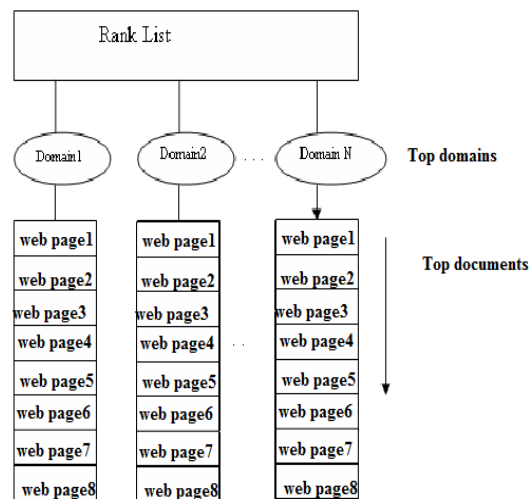 Rank List
Domain1
Domain2
. . .
Domain N
Top domains
web page1
web page2
web page3
web page4
web page5
web page6
web page7
web page8
web page1
web page2
web page3
web page4
web page5
web page6
web page7
web page8
. .
web page1
web page2
web page3
web page4
web page5
web page6
web page7
web page8
Top documents